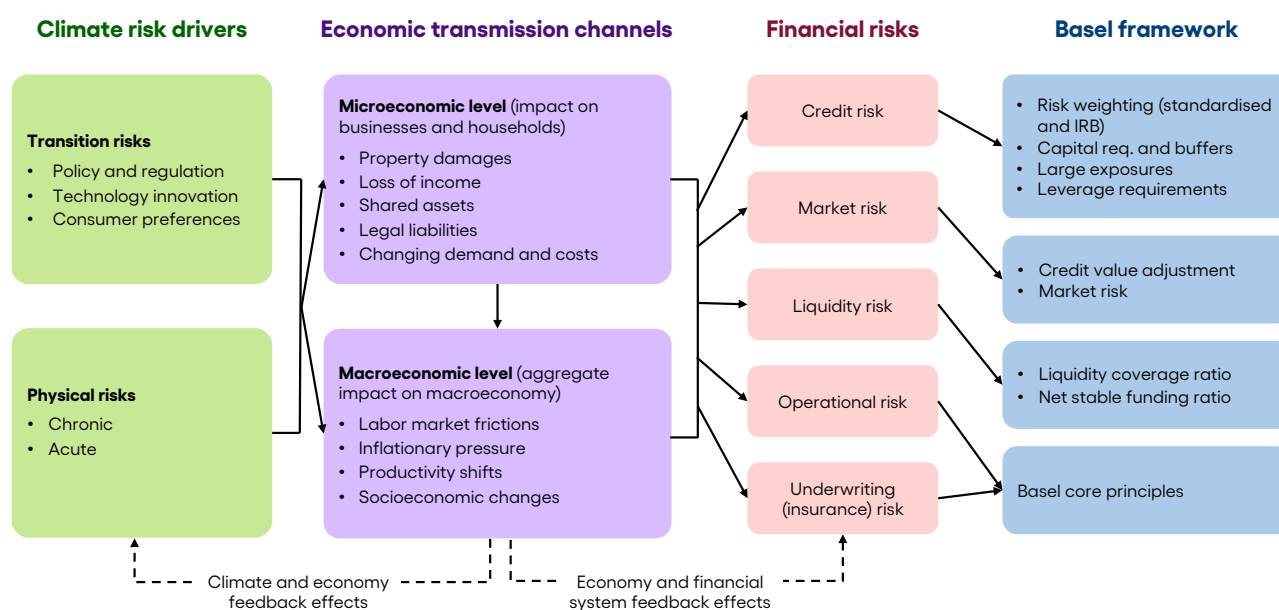 Climate risk drivers
Economic transmission channels
Financial risks
Basel framework
Transition risks
• Policy and regulation
• Technology innovation
• Consumer preferences
Physical risks
• Chronic
• Acute
Microeconomic level (impact on
businesses and households)
• Property damages
• Loss of income
• Shared assets
• Legal liabilities
• Changing demand and costs
Macroeconomic level (aggregate
impact on macroeconomy)
• Labor market frictions
• Inflationary pressure
• Productivity shifts
• Socioeconomic changes
Credit risk
Market risk
Liquidity risk
Operational risk
Underwriting
(insurance) risk
• Risk weighting (standardised
and IRB)
• Capital req. and buffers
• Large exposures
• Leverage requirements
• Credit value adjustment
• Market risk
• Liquidity coverage ratio
• Net stable funding ratio
Basel core principles
Climate and economy
feedback effects
Economy and financial
system feedback effects